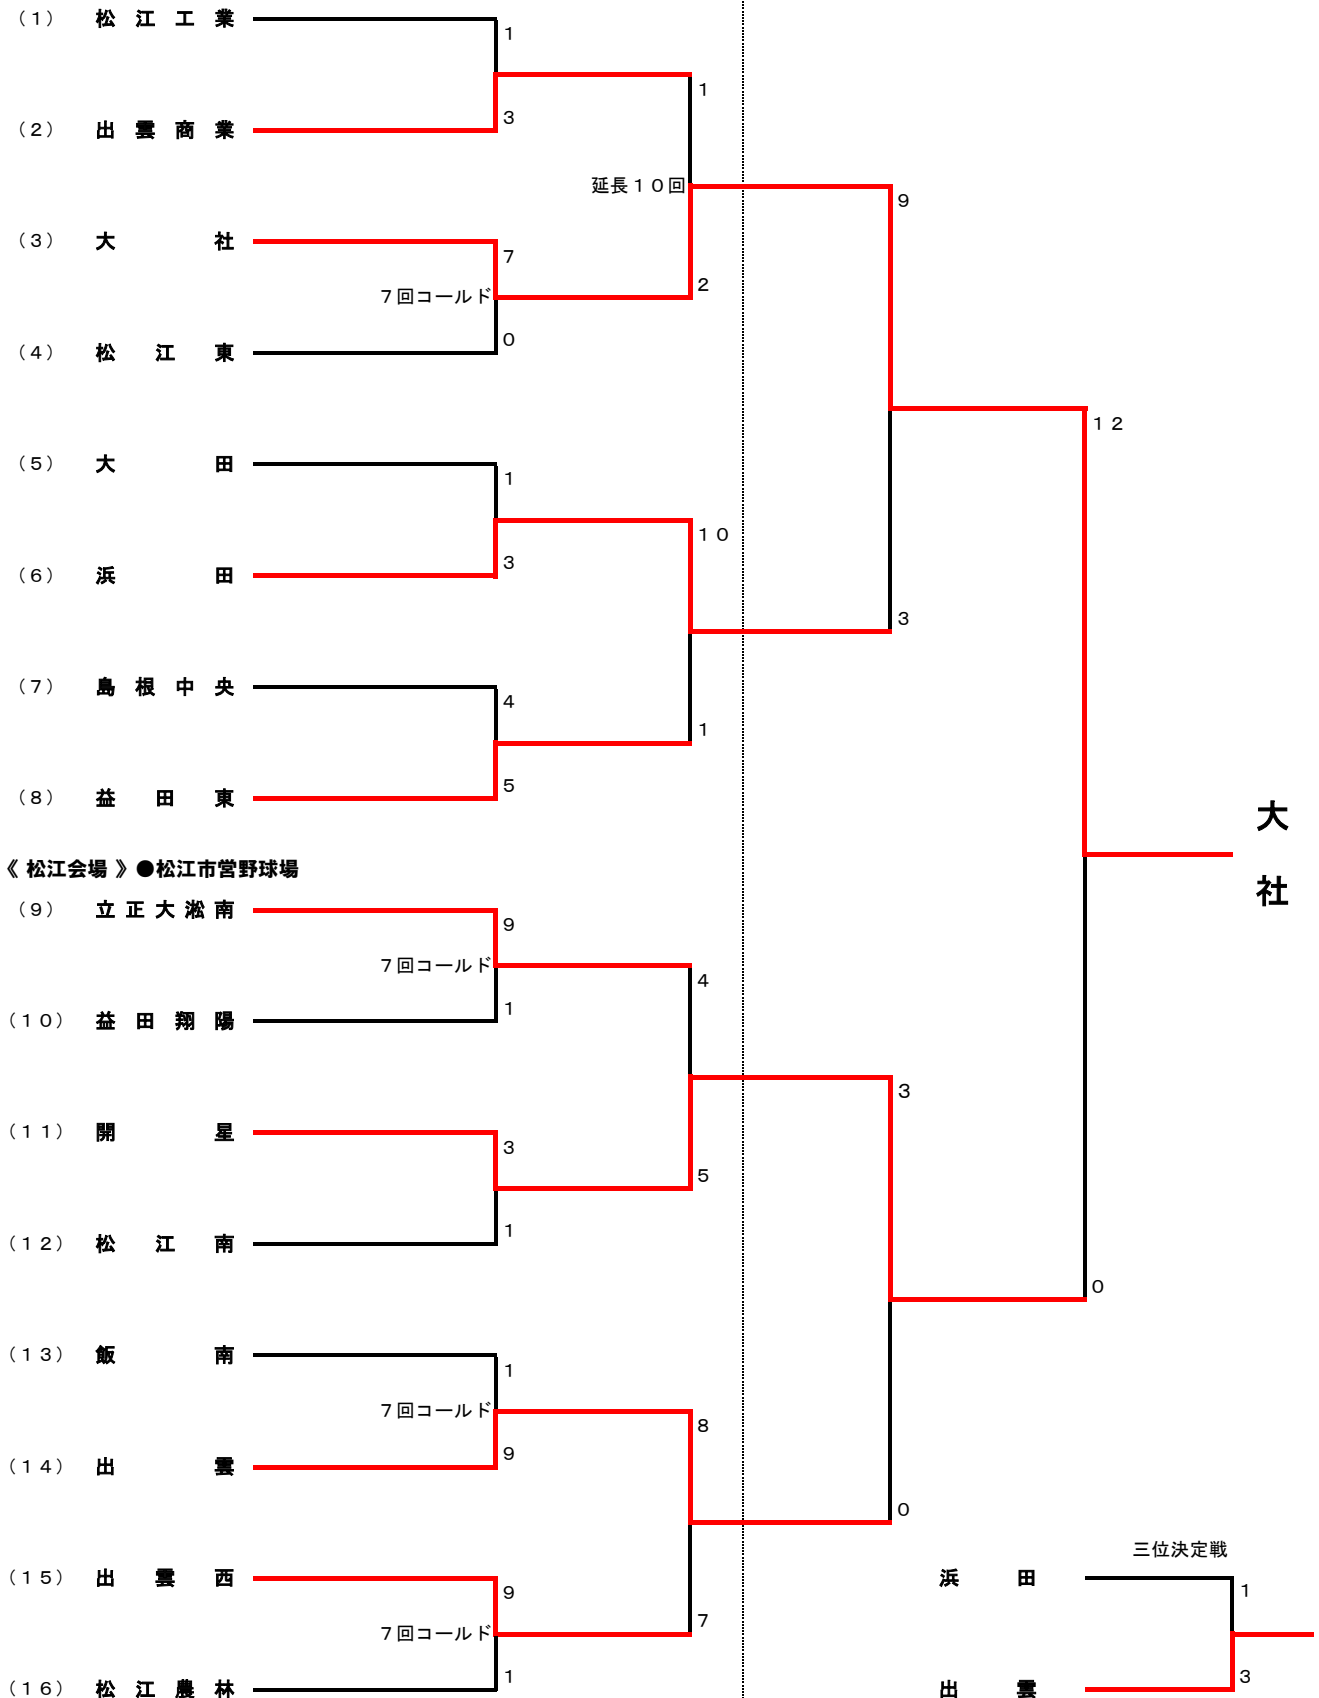 （１） 松江工業
1
1
3
（２） 出雲商業
延長１０回
9
（３） 大社
7
2
７回コールド
0
（４） 松江東
１２
（５） 大田
1
１０
3
（６） 浜田
3
（７） 島根中央
4
1
5
（８） 益田東
大社
《 松江会場 》●松江市営野球場
（９） 立正大淞南
9
７回コールド
4
1
（１０） 益田翔陽
3
（１１） 開星
3
5
1
（１２） 松江南
0
（１３） 飯南
1
７回コールド
8
9
（１４） 出雲
0
三位決定戦
（１５） 出雲西
9
浜田
1
７回コールド
7
1
3
（１６） 松江農林
出雲